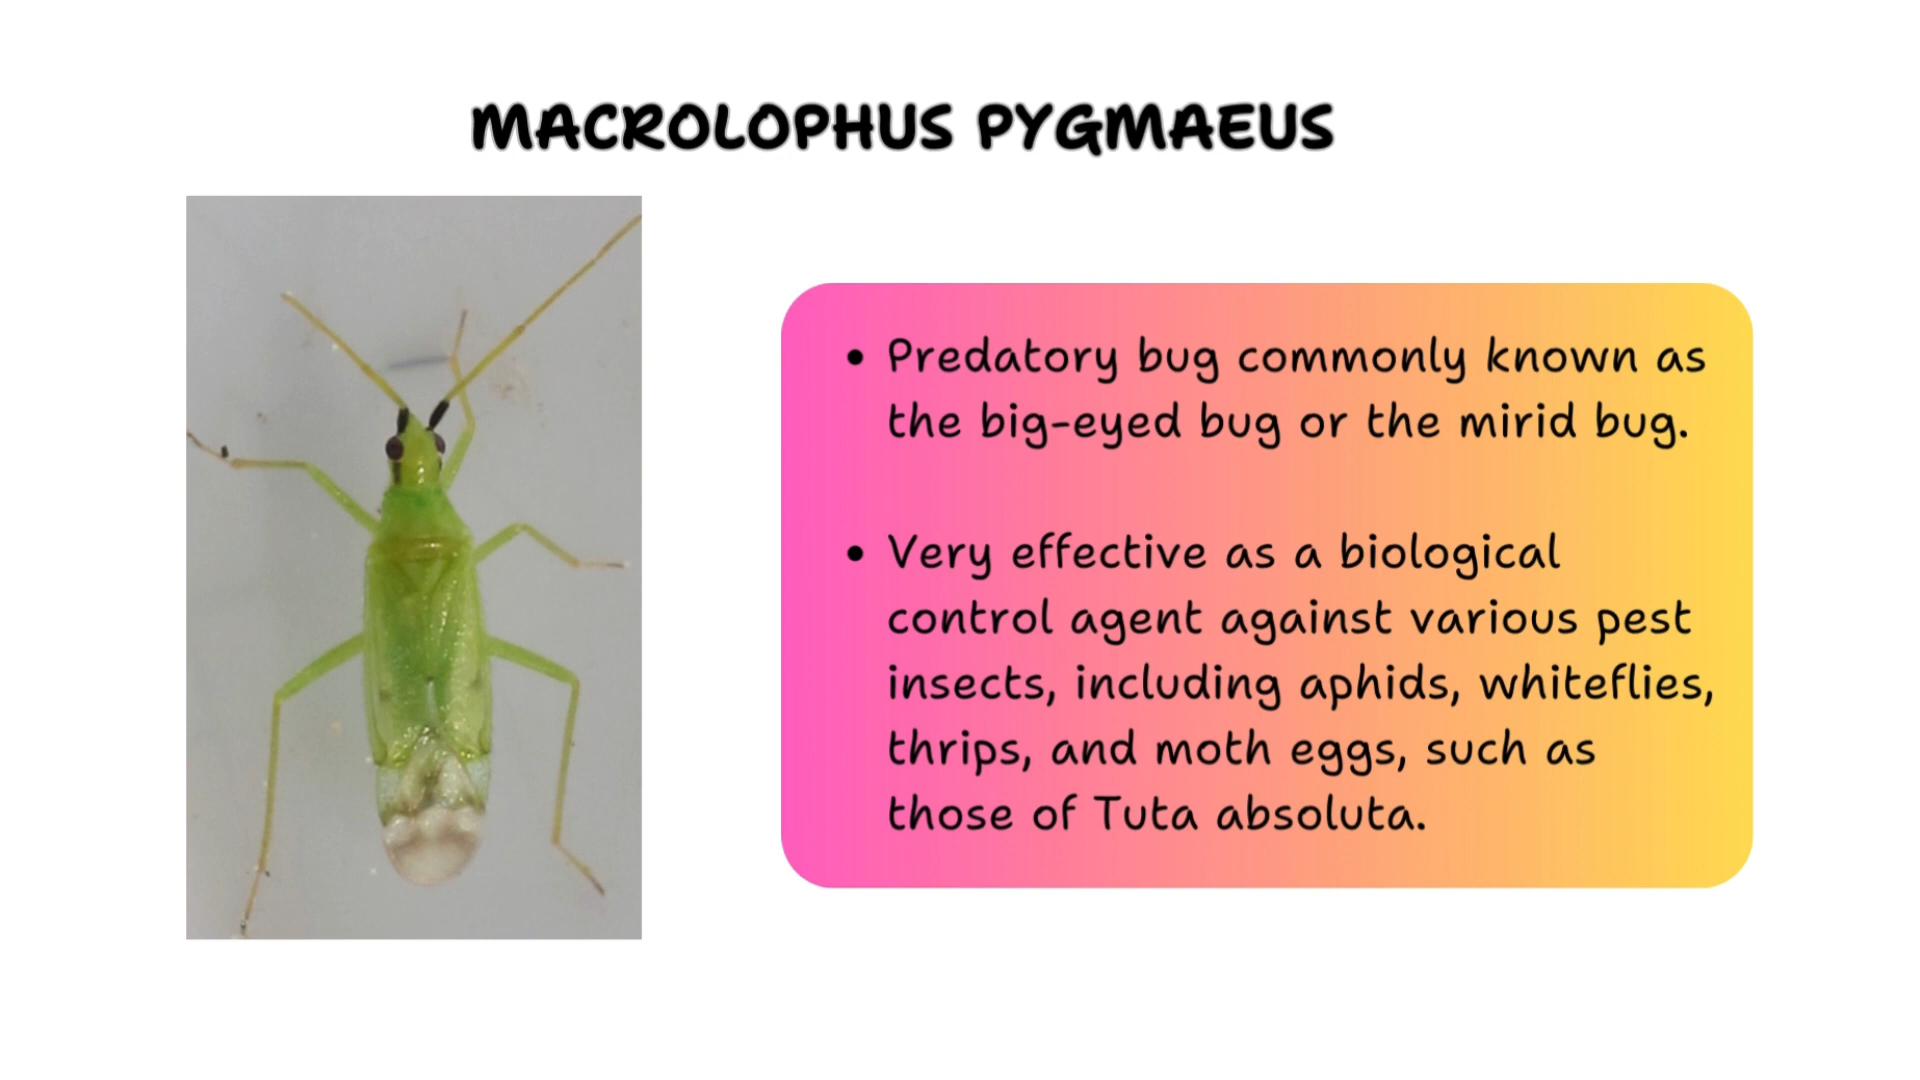 MACROLOPHUS PYGMAEUS
• Predatory bug commonly known as
the big-eyed bug or the mirid bug.
• Very effective as a biological
control agent against various pest
insects, including aphids, whiteflies,
thrips, and moth eggs, such as
those of Tuta absoluta.